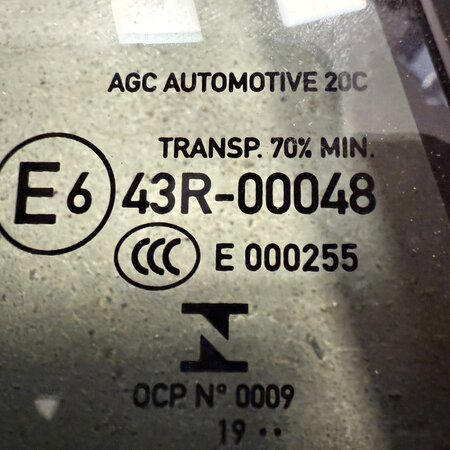 AGC AUTOMOTIVE 20C
TRANSP. 70% MIN.
E6 43R-00048
CCC E 000255
OCP N° 0009
19 ••